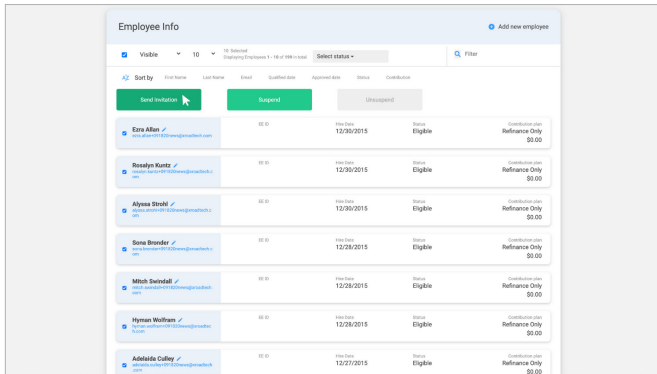 Employee Info
Add new employee
Visible
10
10 Selected
Displaying Employees 1 - 10 of 199 in total
Select status
Filter
Sort by First Name Last Name Email Qualified date Approved date Status Contribution
Send Invitation
Suspend
Unsuspend
Ezra Allan
EE ID
Hire Date
12/30/2015
Status
Eligible
Contribution plan
Refinance Only
$0.00
Rosalyn Kuntz
EE ID
Hire Date
12/30/2015
Status
Eligible
Contribution plan
Refinance Only
$0.00
Alyssa Strohl
EE ID
Hire Date
12/30/2015
Status
Eligible
Contribution plan
Refinance Only
$0.00
Sona Bronder
EE ID
Hire Date
12/28/2015
Status
Eligible
Contribution plan
Refinance Only
$0.00
Mitch Swindall
EE ID
Hire Date
12/28/2015
Status
Eligible
Contribution plan
Refinance Only
$0.00
Hyman Wolfram
EE ID
Hire Date
12/28/2015
Status
Eligible
Contribution plan
Refinance Only
$0.00
Adelaida Culley
EE ID
Hire Date
12/27/2015
Status
Eligible
Contribution plan
Refinance Only
$0.00